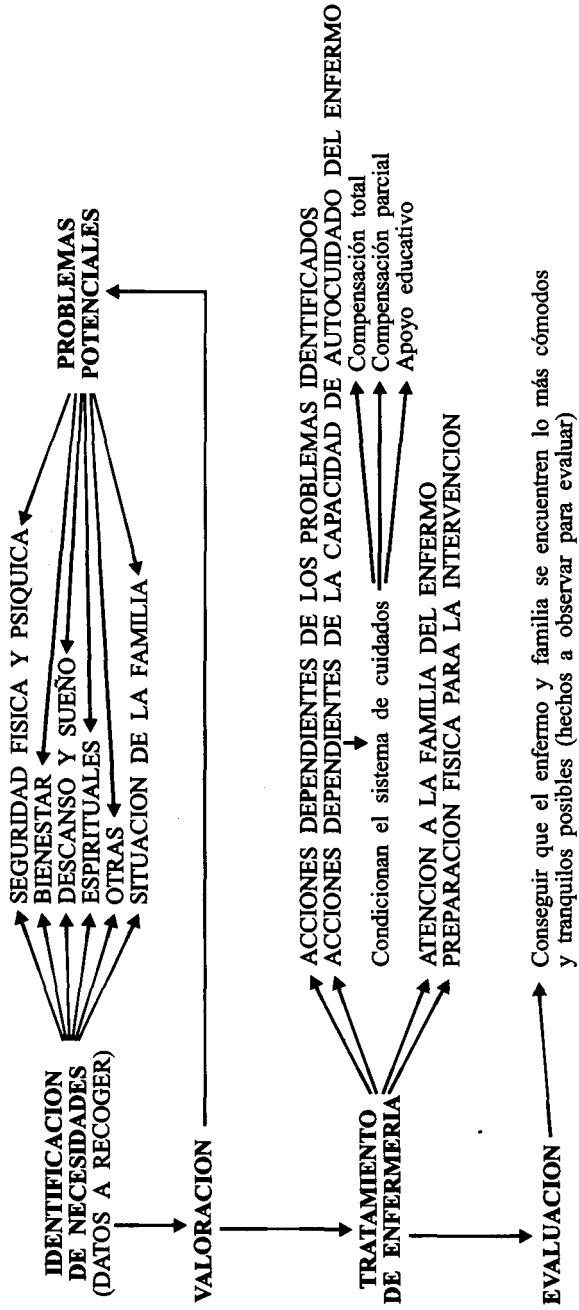 IDENTIFICACION
DE NECESIDADES
(DATOS A RECOGER)
SEGURIDAD FISICA Y PSIQUICA
BIENESTAR
DESCANSO Y SUEÑO
ESPIRITUALES
OTRAS
SITUACION DE LA FAMILIA
PROBLEMAS
POTENCIALES
VALORACION
TRATAMIENTO
DE ENFERMERIA
ACCIONES DEPENDIENTES DE LOS PROBLEMAS IDENTIFICADOS
ACCIONES DEPENDIENTES DE LA CAPACIDAD DE AUTOCUIDADO DEL ENFERMO
Condicionan el sistema de cuidados
Compensación total
Compensación parcial
Apoyo educativo
ATENCION A LA FAMILIA DEL ENFERMO
PREPARACION FISICA PARA LA INTERVENCION
EVALUACION
Conseguir que el enfermo y familia se encuentren lo más cómodos
y tranquilos posibles (hechos a observar para evaluar)